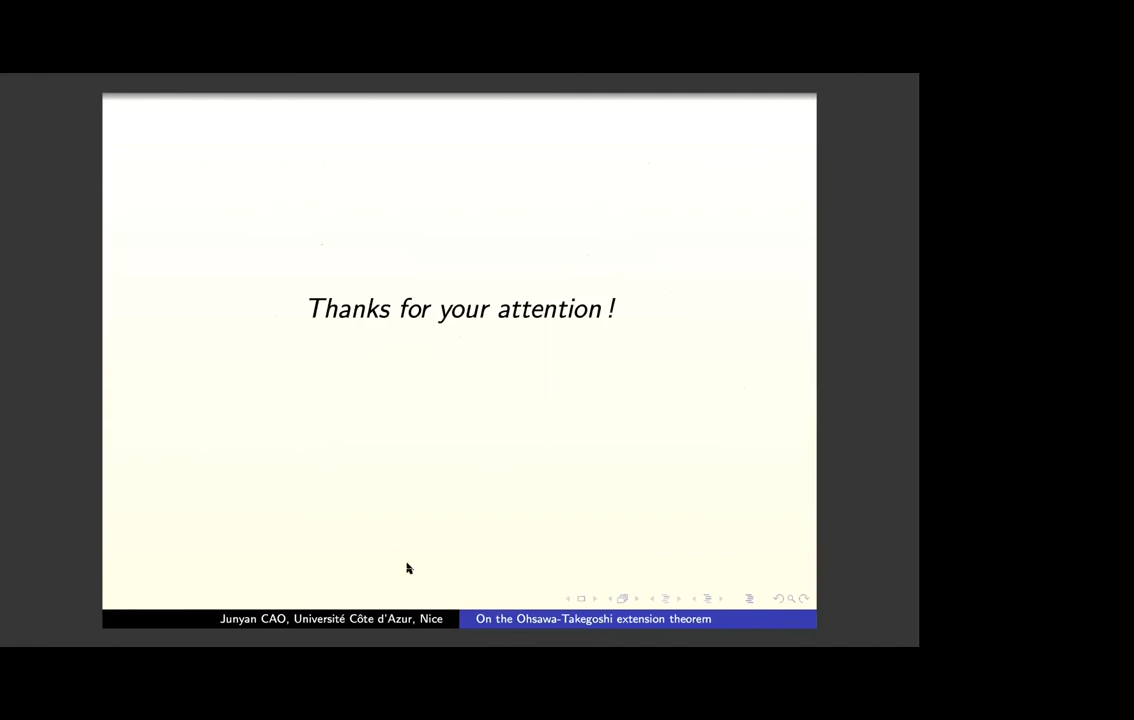 Thanks for your attention !
Junyan CAO, Université Côte d'Azur, Nice
On the Ohsawa-Takegoshi extension theorem